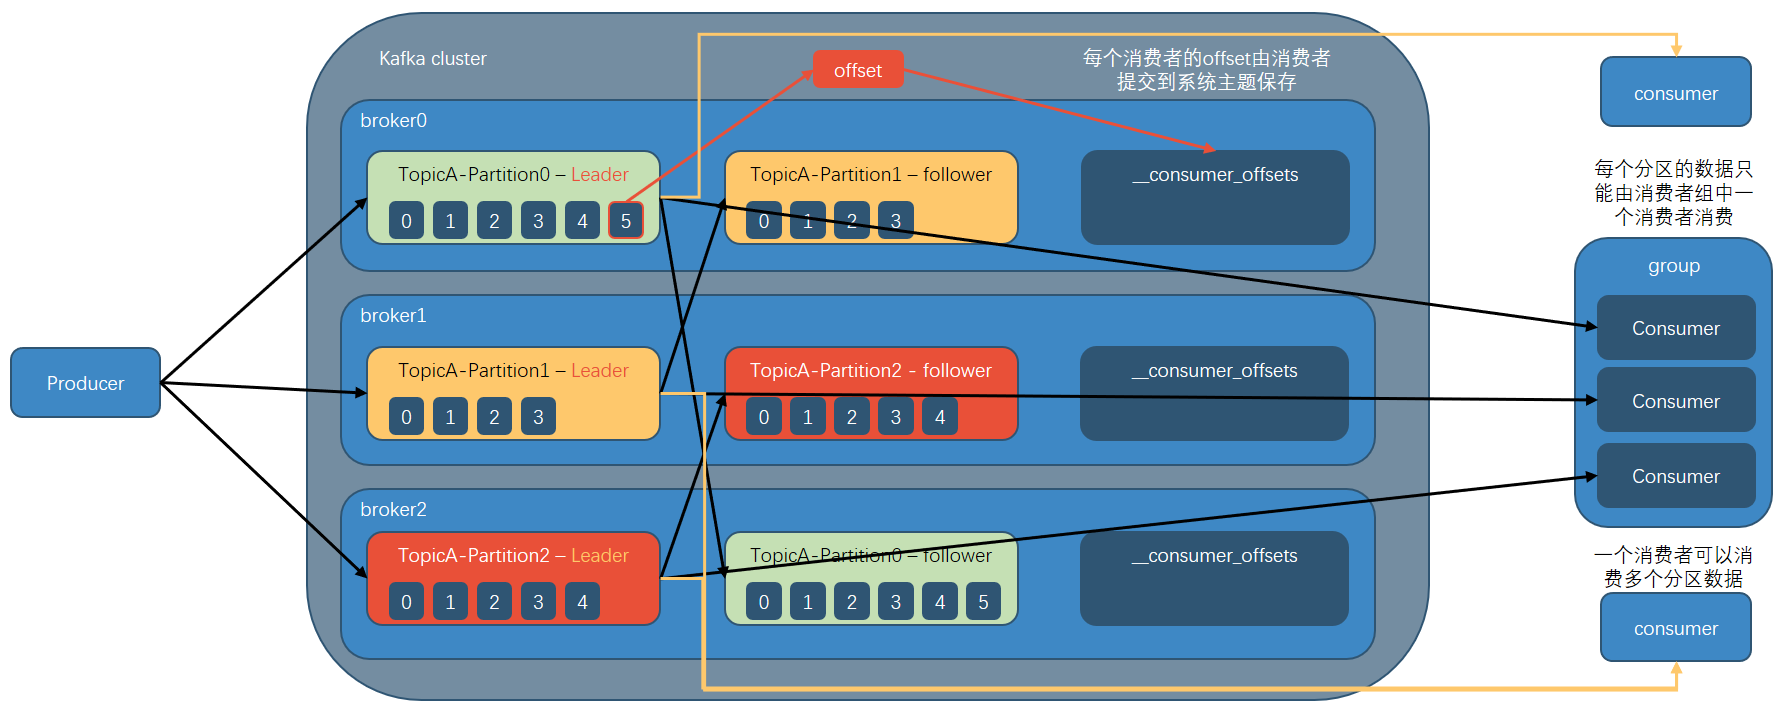 Kafka cluster
offset
每个消费者的offset由消费者
提交到系统主题保存
consumer
broker0
TopicA-Partition0 – Leader
0 1 2 3 4 5
TopicA-Partition1 – follower
0 1 2 3
__consumer_offsets
每个分区的数据只
能由消费者组中一
个消费者消费
group
Consumer
Consumer
Consumer
broker1
TopicA-Partition1 – Leader
0 1 2 3
TopicA-Partition2 - follower
0 1 2 3 4
__consumer_offsets
Producer
broker2
TopicA-Partition2 – Leader
0 1 2 3 4
TopicA-Partition0 – follower
0 1 2 3 4 5
__consumer_offsets
一个消费者可以消
费多个分区数据
consumer